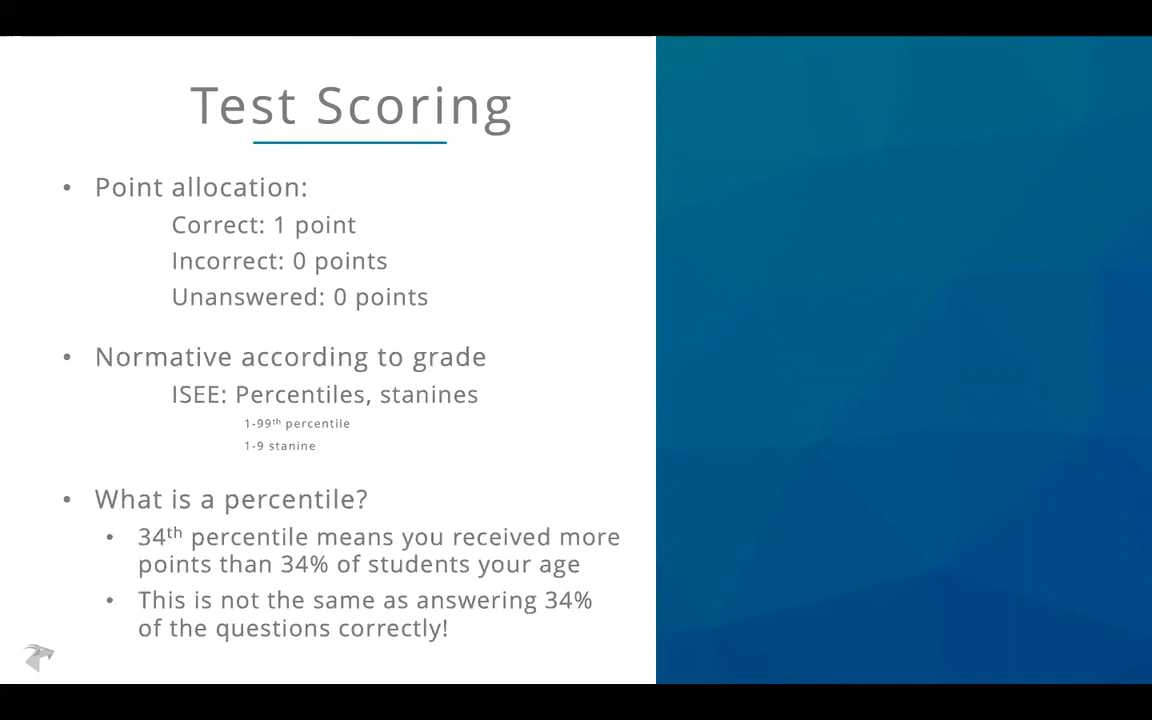 Test Scoring
• Point allocation:
Correct: 1 point
Incorrect: 0 points
Unanswered: 0 points
• Normative according to grade
ISEE: Percentiles, stanines
1-99th percentile
1-9 stanine
• What is a percentile?
• 34th percentile means you received more
points than 34% of students your age
• This is not the same as answering 34%
of the questions correctly!